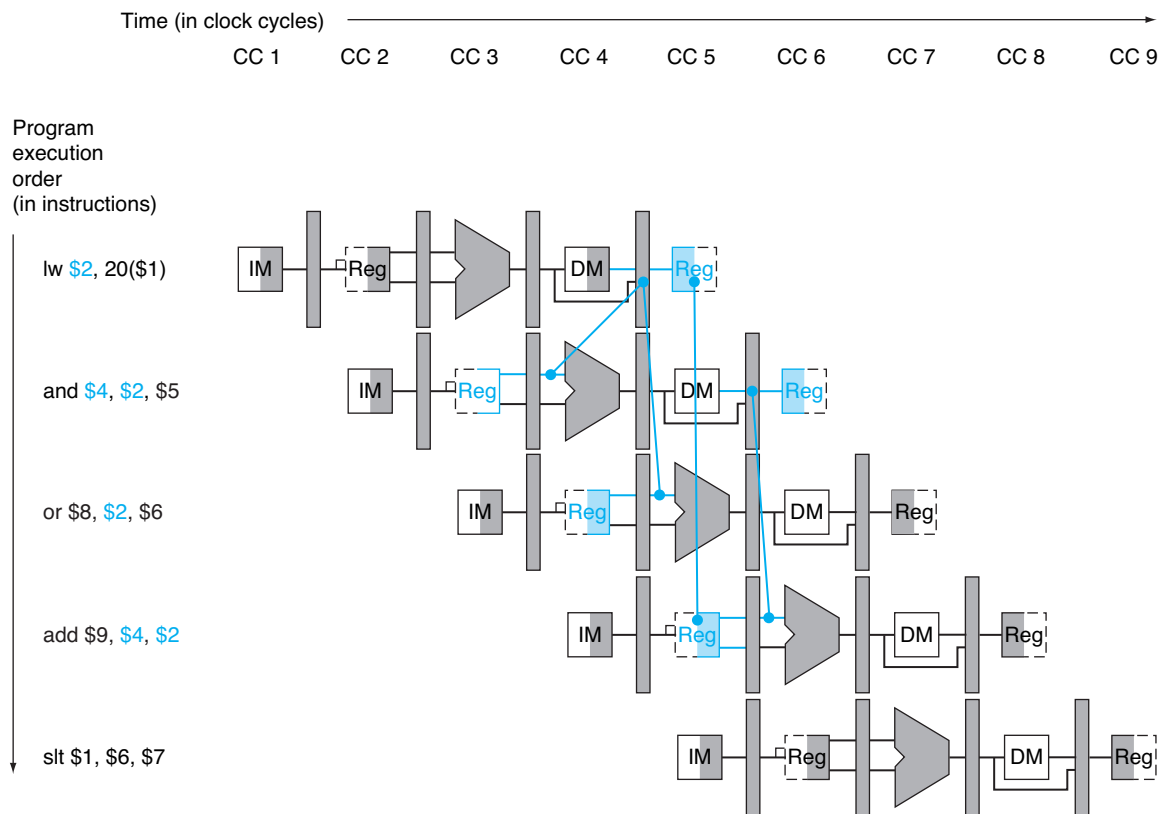 Time (in clock cycles)
CC 1 CC 2 CC 3 CC 4 CC 5 CC 6 CC 7 CC 8 CC 9
Program
execution
order
(in instructions)
lw $2, 20($1) IM Reg DM Reg
and $4, $2, $5 IM Reg DM Reg
or $8, $2, $6 IM Reg DM Reg
add $9, $4, $2 IM Reg DM Reg
slt $1, $6, $7 IM Reg DM Reg